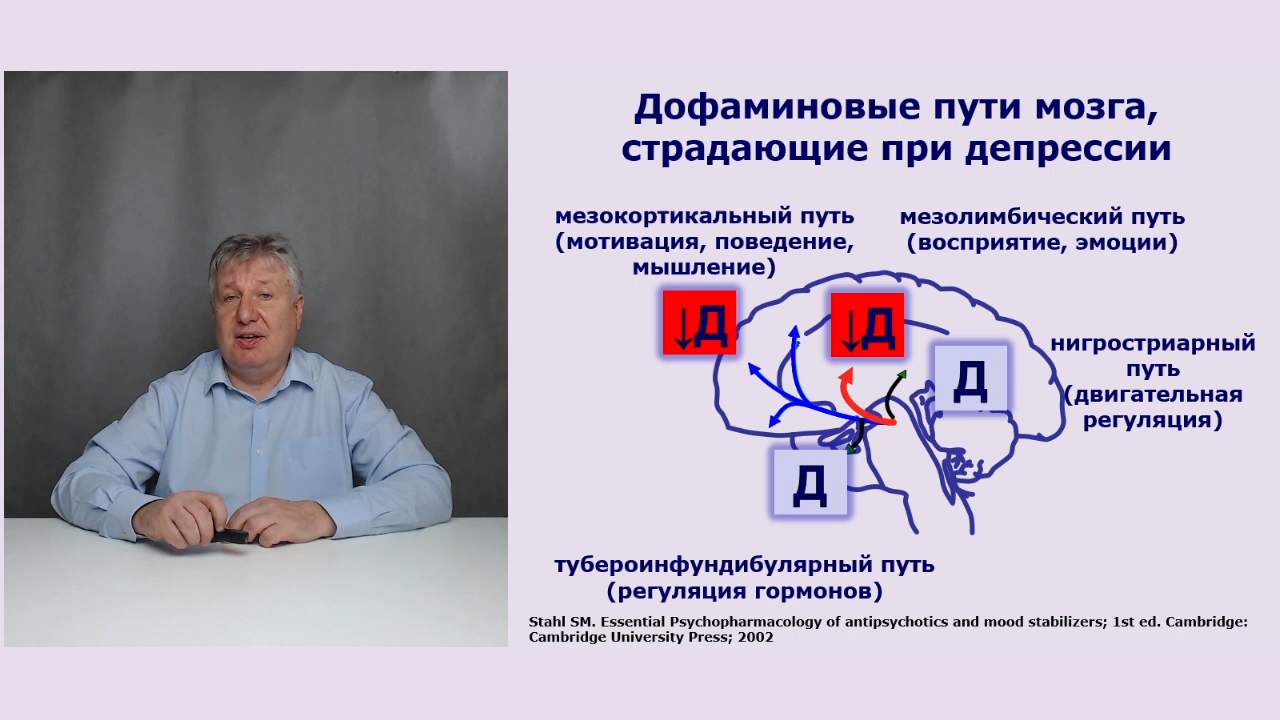 Дофаминовые пути мозга,
страдающие при депрессии
мезокортикальный путь
(мотивация, поведение,
мышление)
мезолимбический путь
(восприятие, эмоции)
↓Д
↓Д
Д
нигростриарный
путь
(двигательная
регуляция)
Д
тубероинфундибулярный путь
(регуляция гормонов)
Stahl SM. Essential Psychopharmacology of antipsychotics and mood stabilizers; 1st ed. Cambridge:
Cambridge University Press; 2002